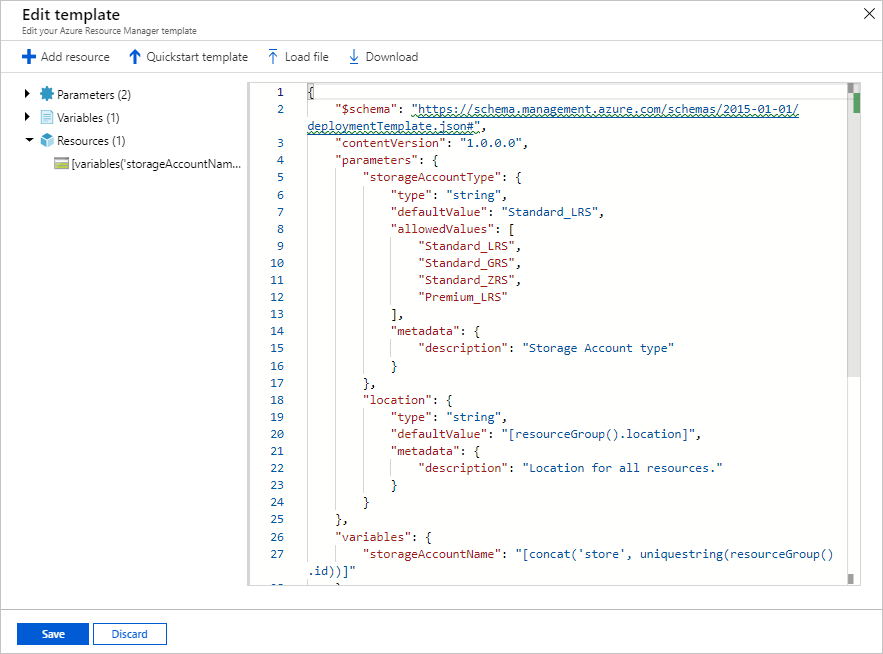 Edit template
Edit your Azure Resource Manager template
Add resource Quickstart template Load file Download
Parameters (2)
Variables (1)
Resources (1)
[variables('storageAccountNam...
1 {
2 "$schema": "https://schema.management.azure.com/schemas/2015-01-01/
deploymentTemplate.json#",
3 "contentVersion": "1.0.0.0",
4 "parameters": {
5 "storageAccountType": {
6 "type": "string",
7 "defaultValue": "Standard_LRS",
8 "allowedValues": [
9 "Standard_LRS",
10 "Standard_GRS",
11 "Standard_ZRS",
12 "Premium_LRS"
13 ],
14 "metadata": {
15 "description": "Storage Account type"
16 }
17 },
18 "location": {
19 "type": "string",
20 "defaultValue": "[resourceGroup().location]",
21 "metadata": {
22 "description": "Location for all resources."
23 }
24 }
25 },
26 "variables": {
27 "storageAccountName": "[concat('store', uniquestring(resourceGroup()
.id))]"
Save Discard